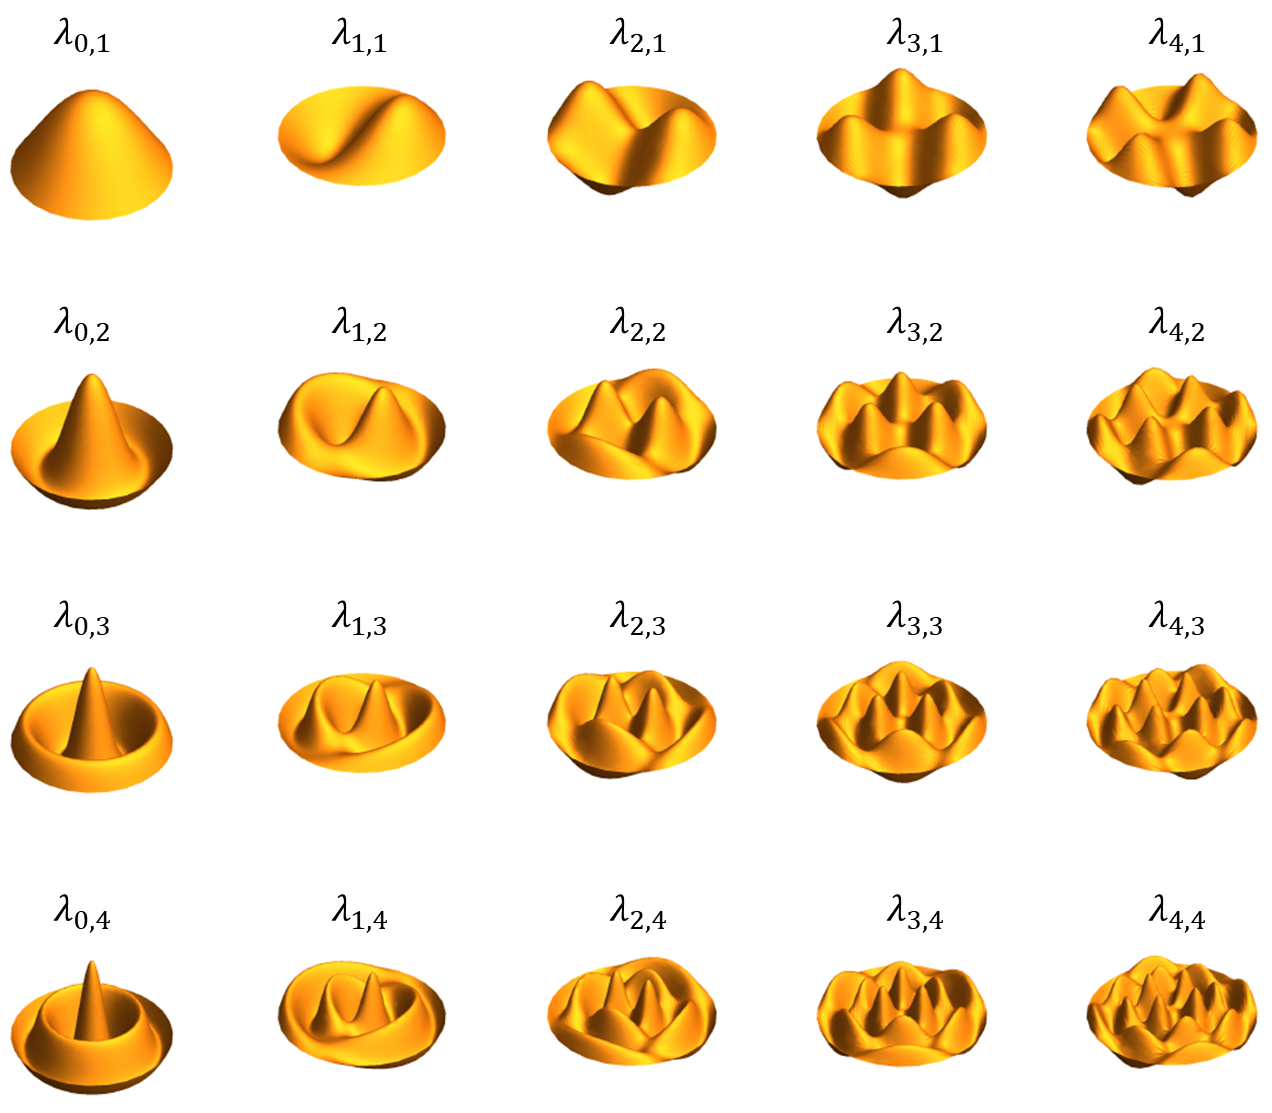 λ0,1 λ1,1 λ2,1 λ3,1 λ4,1
λ0,2 λ1,2 λ2,2 λ3,2 λ4,2
λ0,3 λ1,3 λ2,3 λ3,3 λ4,3
λ0,4 λ1,4 λ2,4 λ3,4 λ4,4